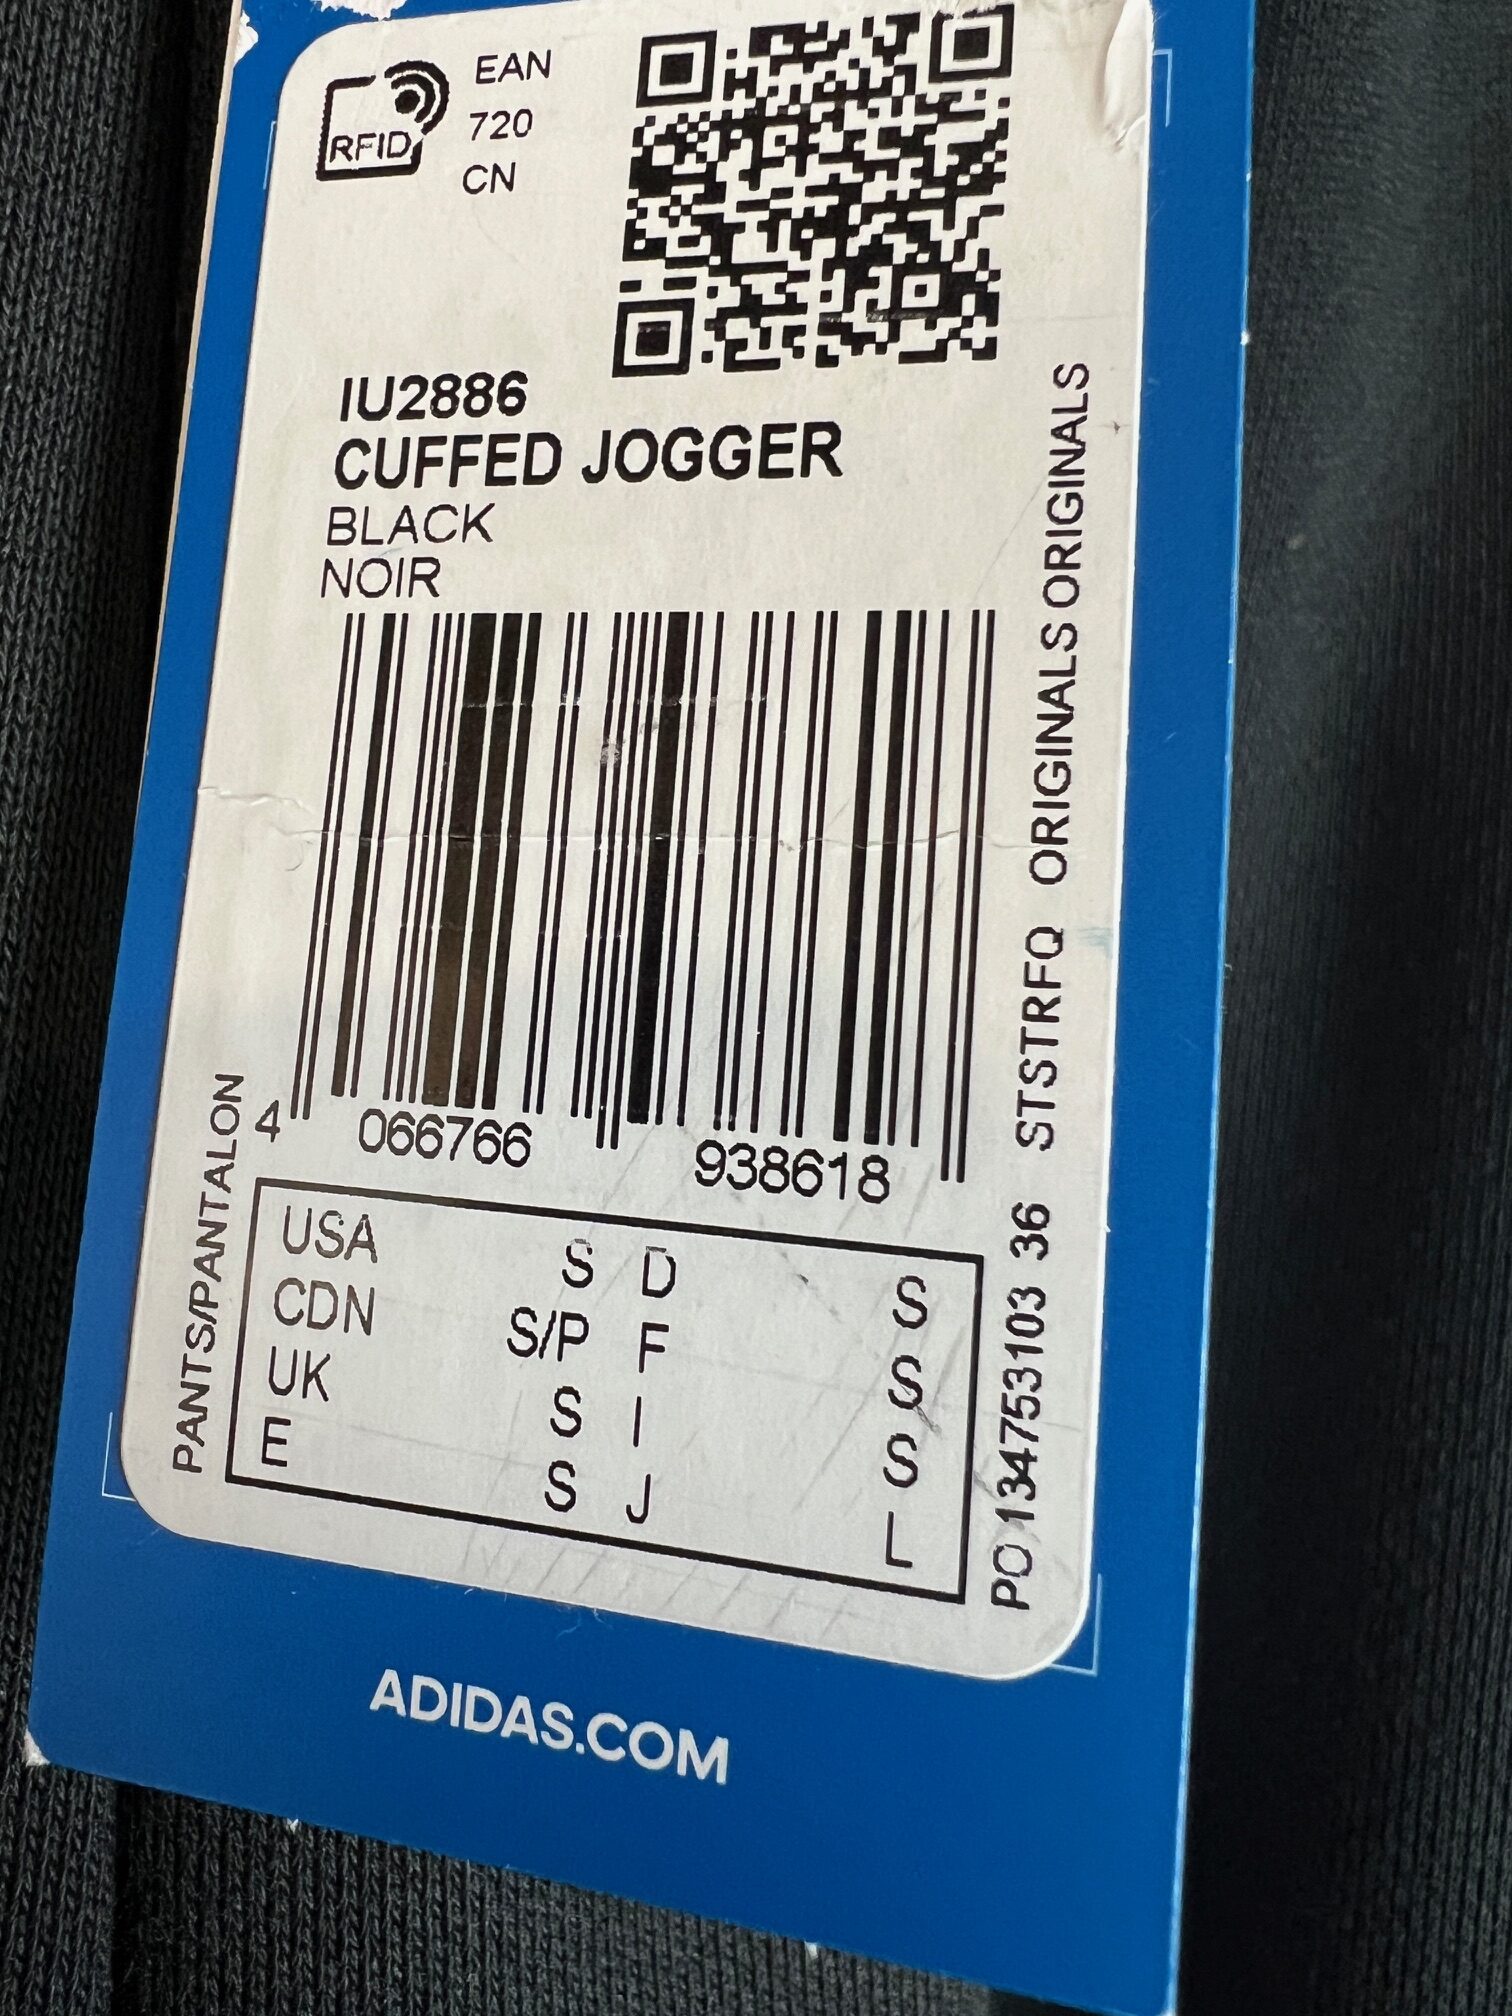 RFID
EAN
720
CN
IU2886
CUFFED JOGGER
BLACK
NOIR
4 066766 938618
PANTS/PANTALON
USA S D S
CDN S/P F S
UK S I S
E S J L
PO 134753103 36 STSTRFQ ORIGINALS ORIGINALS
ADIDAS.COM